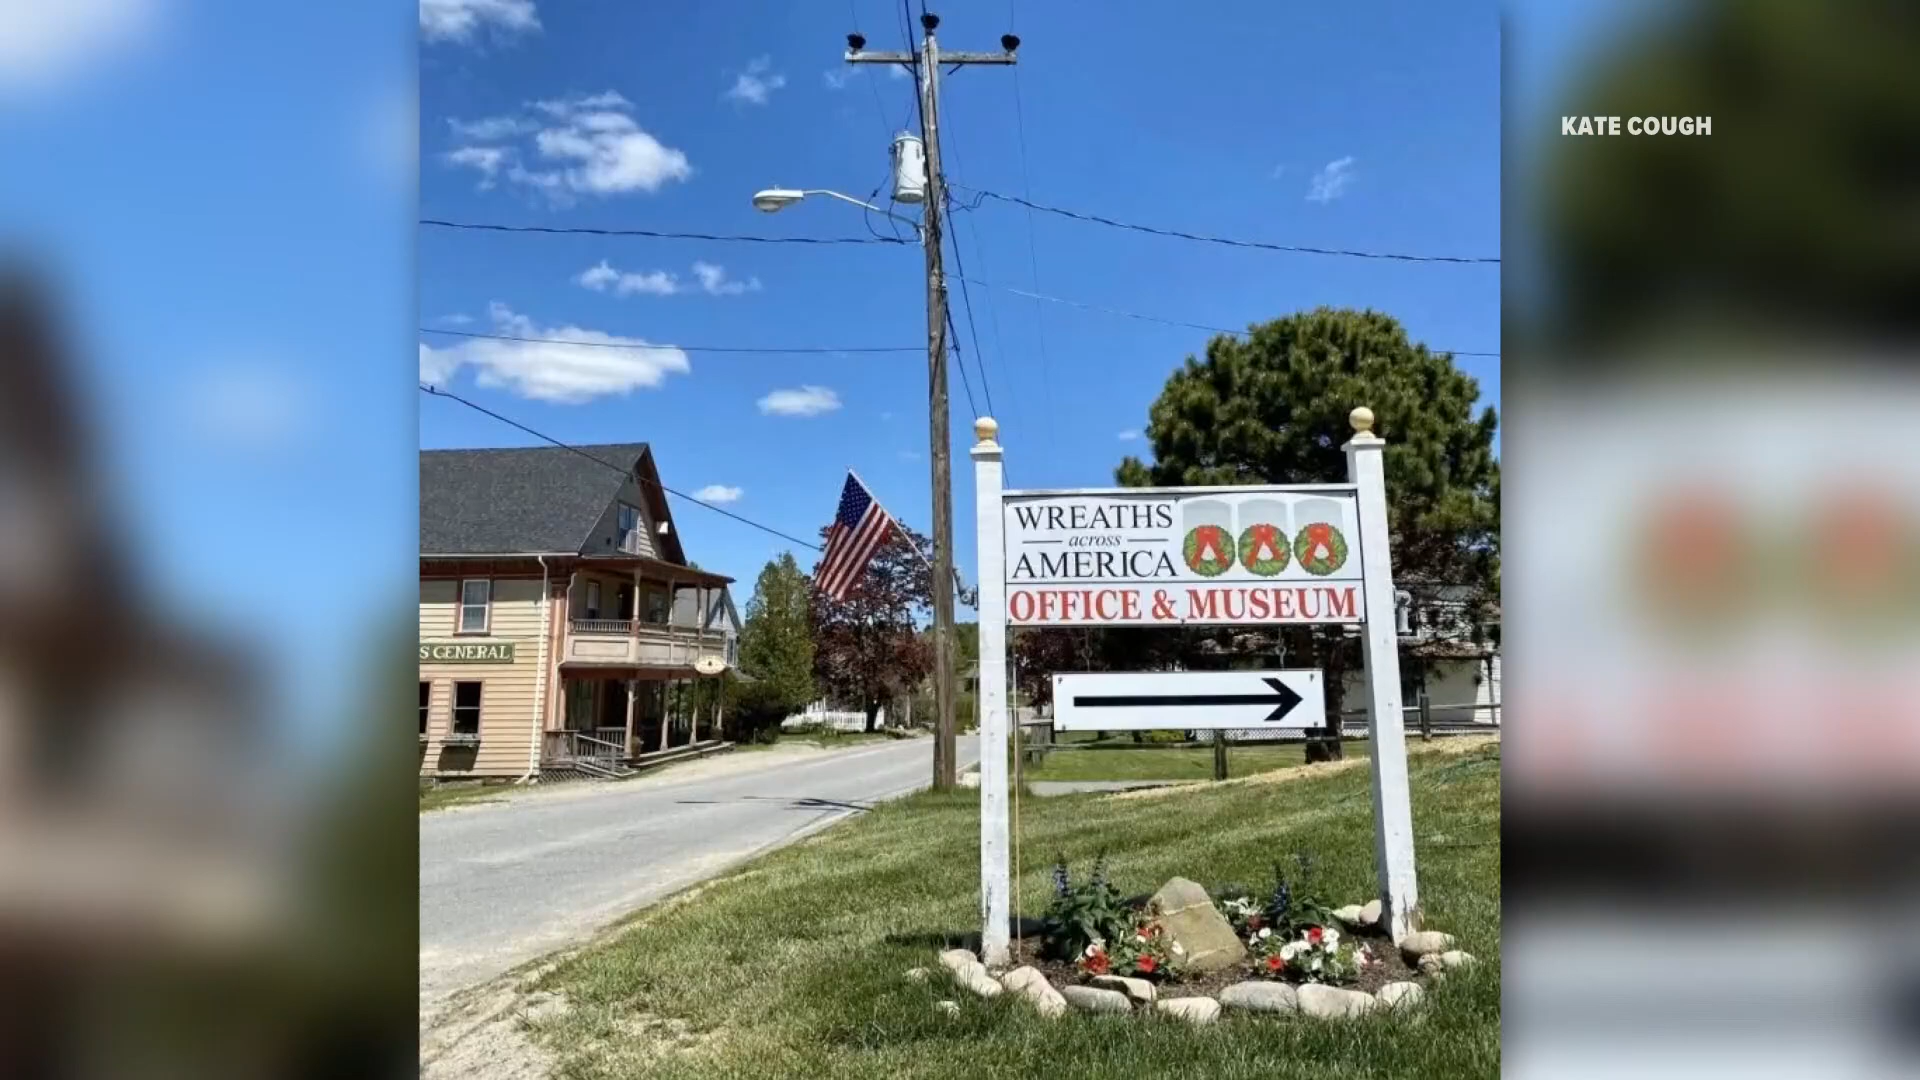 KATE COUGH
WREATHS
across
AMERICA
OFFICE & MUSEUM
S GENERAL